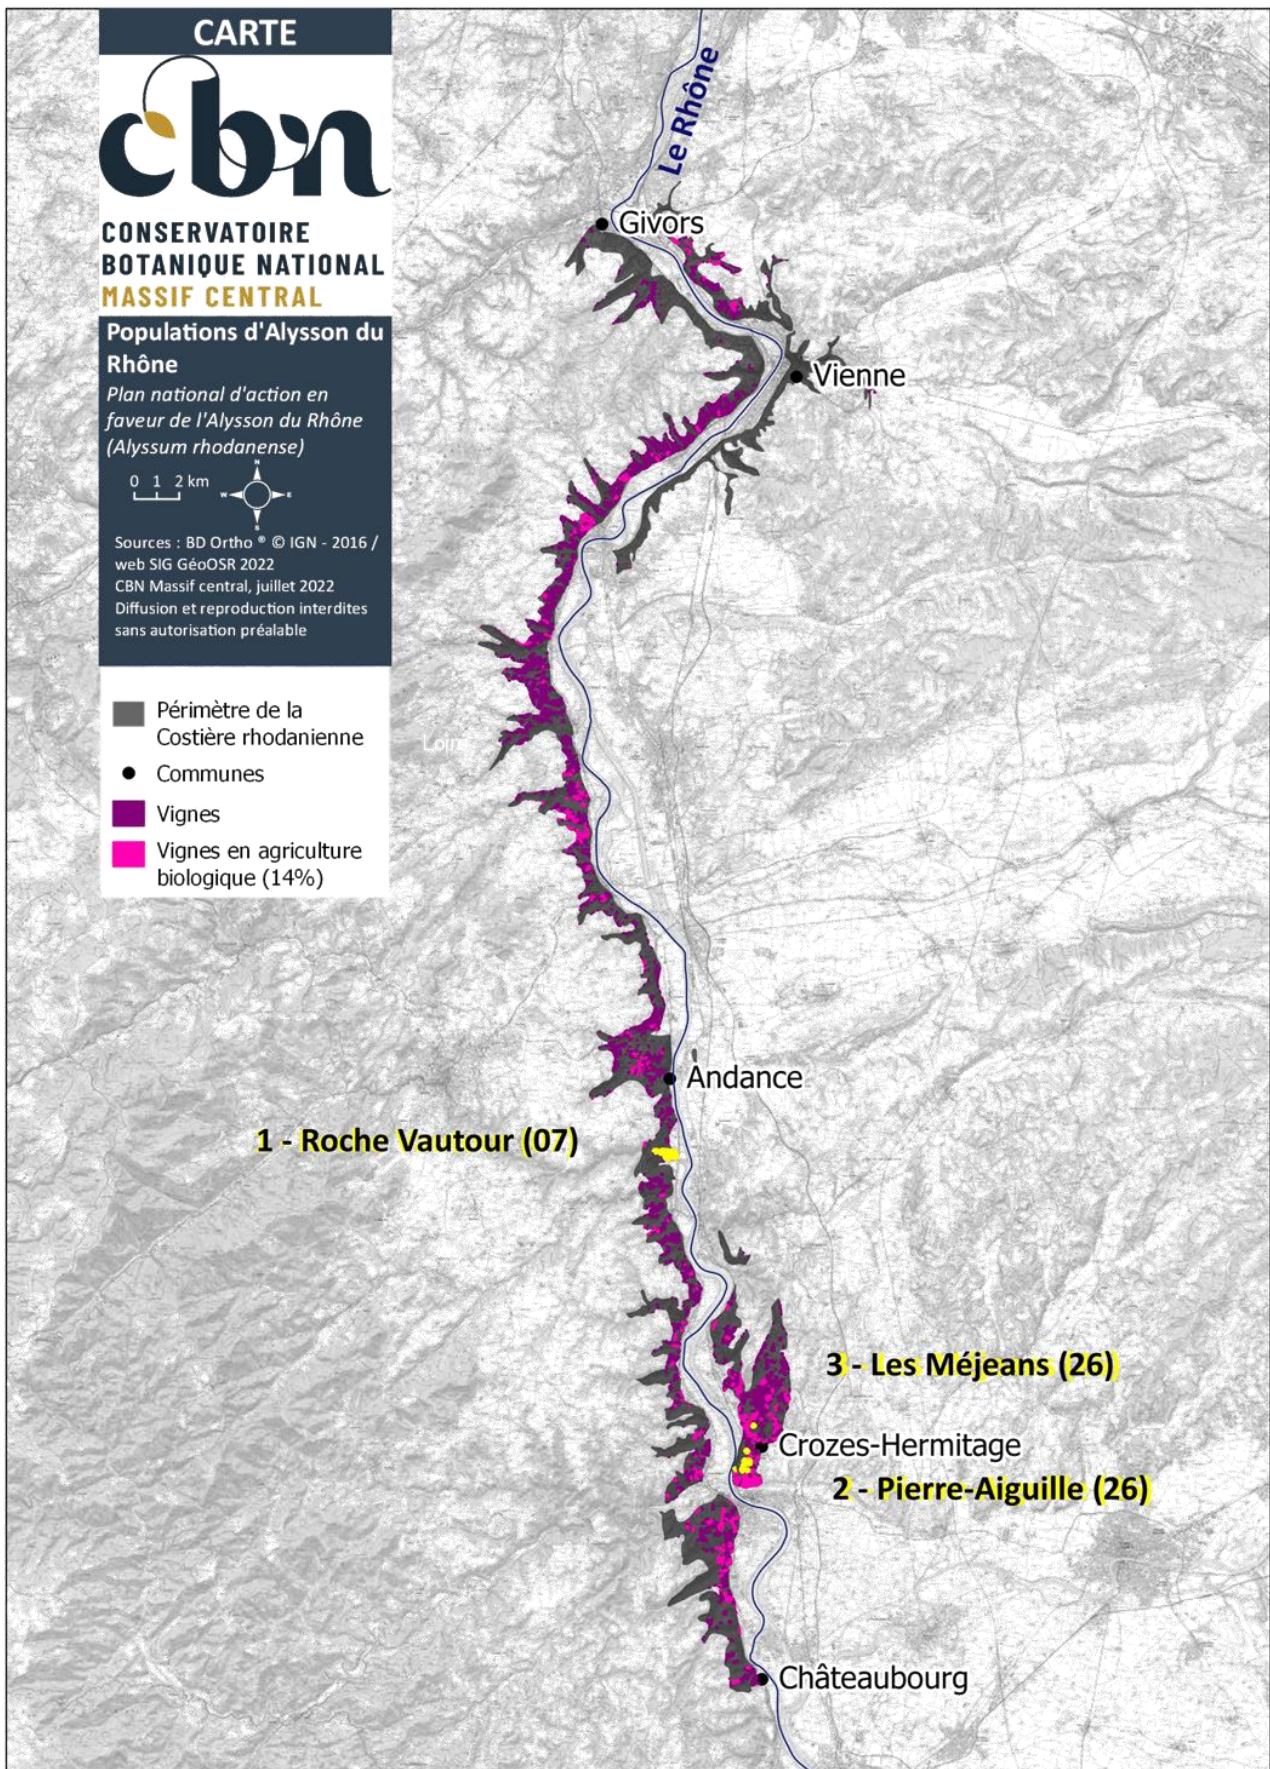 CARTE
cbn
CONSERVATOIRE
BOTANIQUE NATIONAL
MASSIF CENTRAL
Populations d'Alysson du
Rhône
Plan national d'action en
faveur de l'Alysson du Rhône
(Alyssum rhodanense)
0 1 2 km
N
W E
S
Sources : BD Ortho ® © IGN - 2016 /
web SIG GéoOSR 2022
CBN Massif central, juillet 2022
Diffusion et reproduction interdites
sans autorisation préalable
Périmètre de la
Costière rhodanienne
Communes
Vignes
Vignes en agriculture
biologique (14%)
Le Rhône
Givors
Vienne
Loire
Andance
1 - Roche Vautour (07)
3 - Les Méjeans (26)
Crozes-Hermitage
2 - Pierre-Aiguille (26)
Châteaubourg